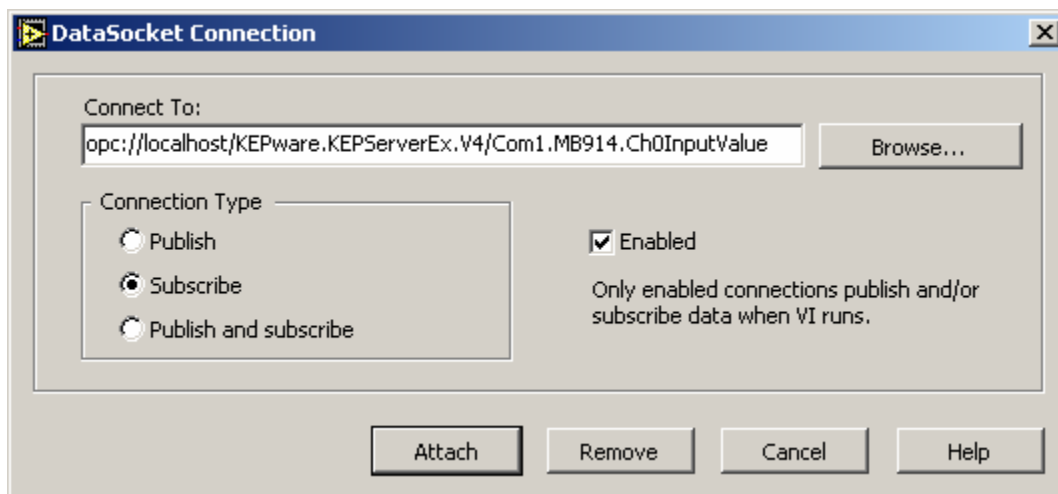 DataSocket Connection
Connect To:
opc://localhost/KEPware.KEPServerEx.V4/Com1.MB914.Ch0InputValue
Browse...
Connection Type
Publish
Subscribe
Publish and subscribe
Enabled
Only enabled connections publish and/or
subscribe data when VI runs.
Attach
Remove
Cancel
Help